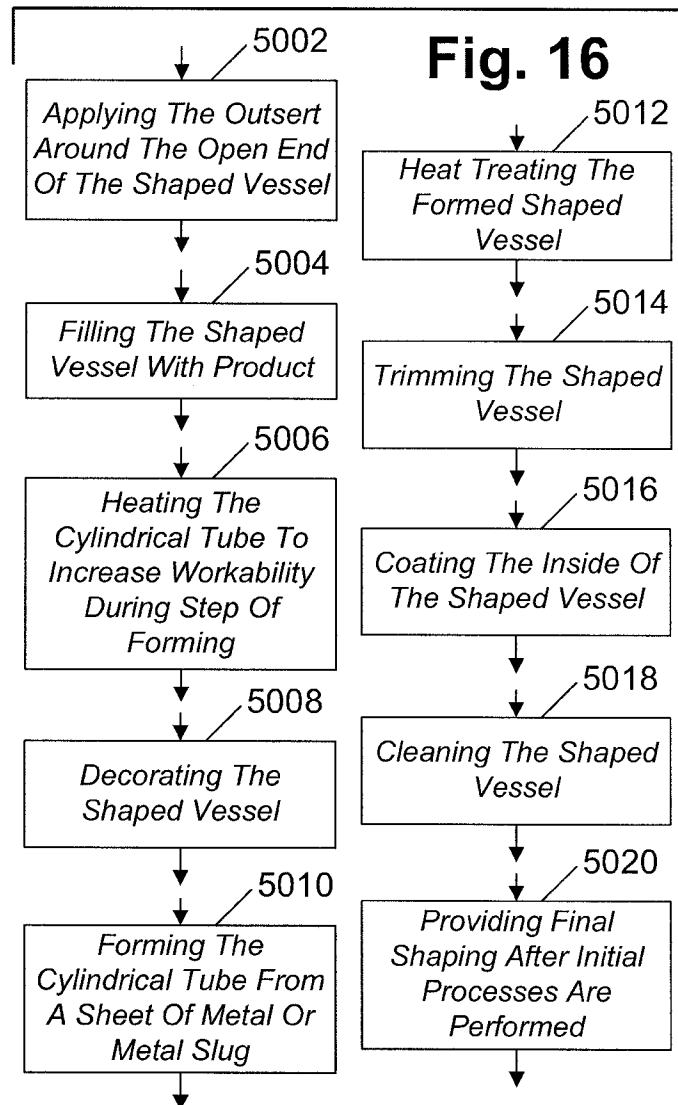 Fig. 16
5002
Applying The Outsert
Around The Open End
Of The Shaped Vessel
5004
Filling The Shaped
Vessel With Product
5006
Heating The
Cylindrical Tube To
Increase Workability
During Step Of
Forming
5008
Decorating The
Shaped Vessel
5010
Forming The
Cylindrical Tube From
A Sheet Of Metal Or
Metal Slug
5012
Heat Treating The
Formed Shaped
Vessel
5014
Trimming The Shaped
Vessel
5016
Coating The Inside Of
The Shaped Vessel
5018
Cleaning The Shaped
Vessel
5020
Providing Final
Shaping After Initial
Processes Are
Performed